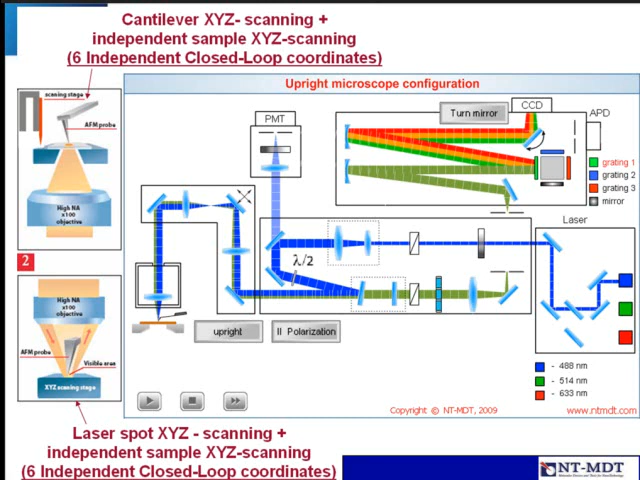 Cantilever XYZ- scanning +
independent sample XYZ-scanning
(6 Independent Closed-Loop coordinates)
Upright microscope configuration
scaning stage
AFM probe
High NA
x100
objective
2
High NA
x100
objective
AFM probe
Visible area
XYZ scaning stage
PMT
Turn mirror
CCD
APD
grating 1
grating 2
grating 3
mirror
Laser
λ/2
upright
II Polarization
- 488 nm
- 514 nm
- 633 nm
Copyright © NT-MDT, 2009
www.ntmdt.com
Laser spot XYZ - scanning +
independent sample XYZ-scanning
(6 Independent Closed-Loop coordinates)
NT-MDT